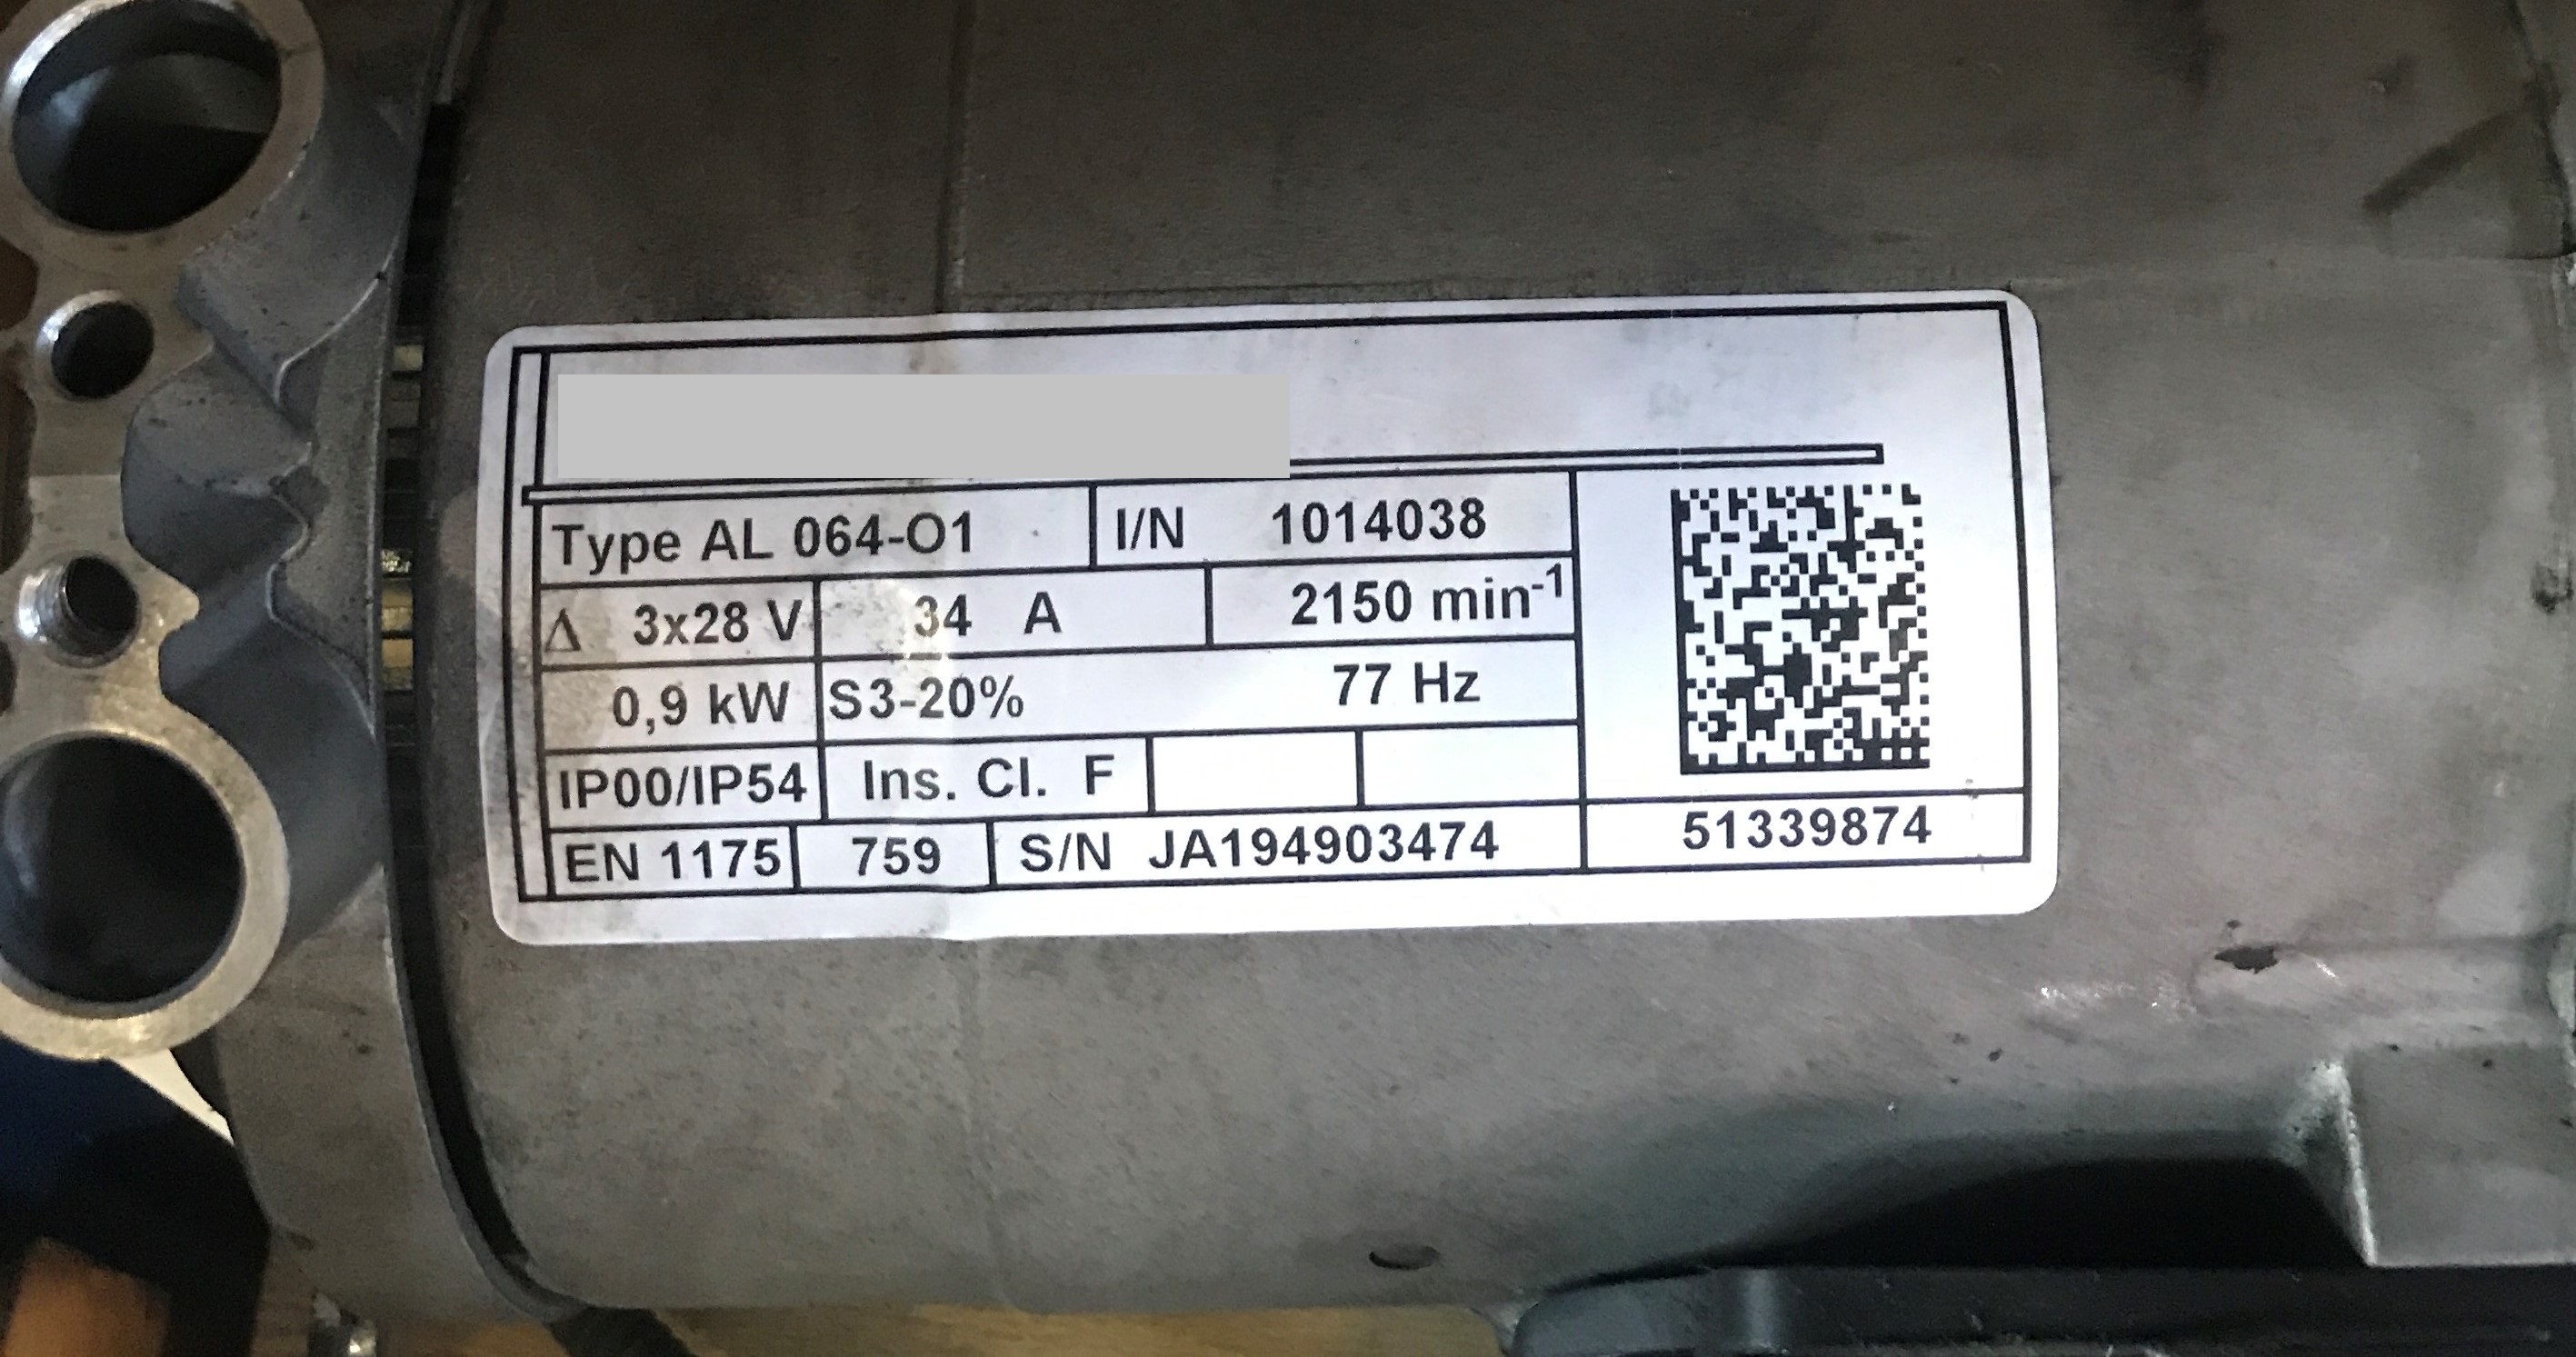 Type AL 064-O1 I/N 1014038
Δ 3x28 V 34 A 2150 min⁻¹
0,9 kW S3-20% 77 Hz
IP00/IP54 Ins. Cl. F
EN 1175 759 S/N JA194903474 51339874